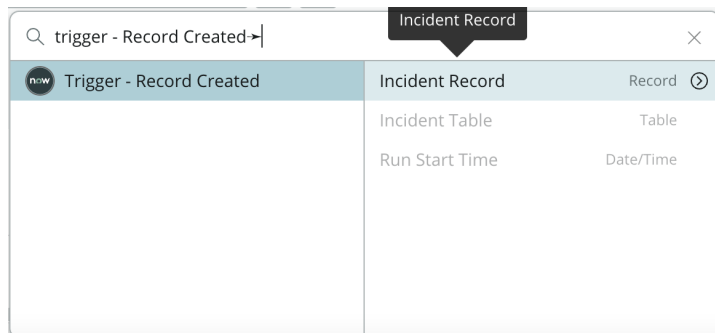 Incident Record
trigger - Record Created➛
now Trigger - Record Created
Incident Record Record
Incident Table Table
Run Start Time Date/Time